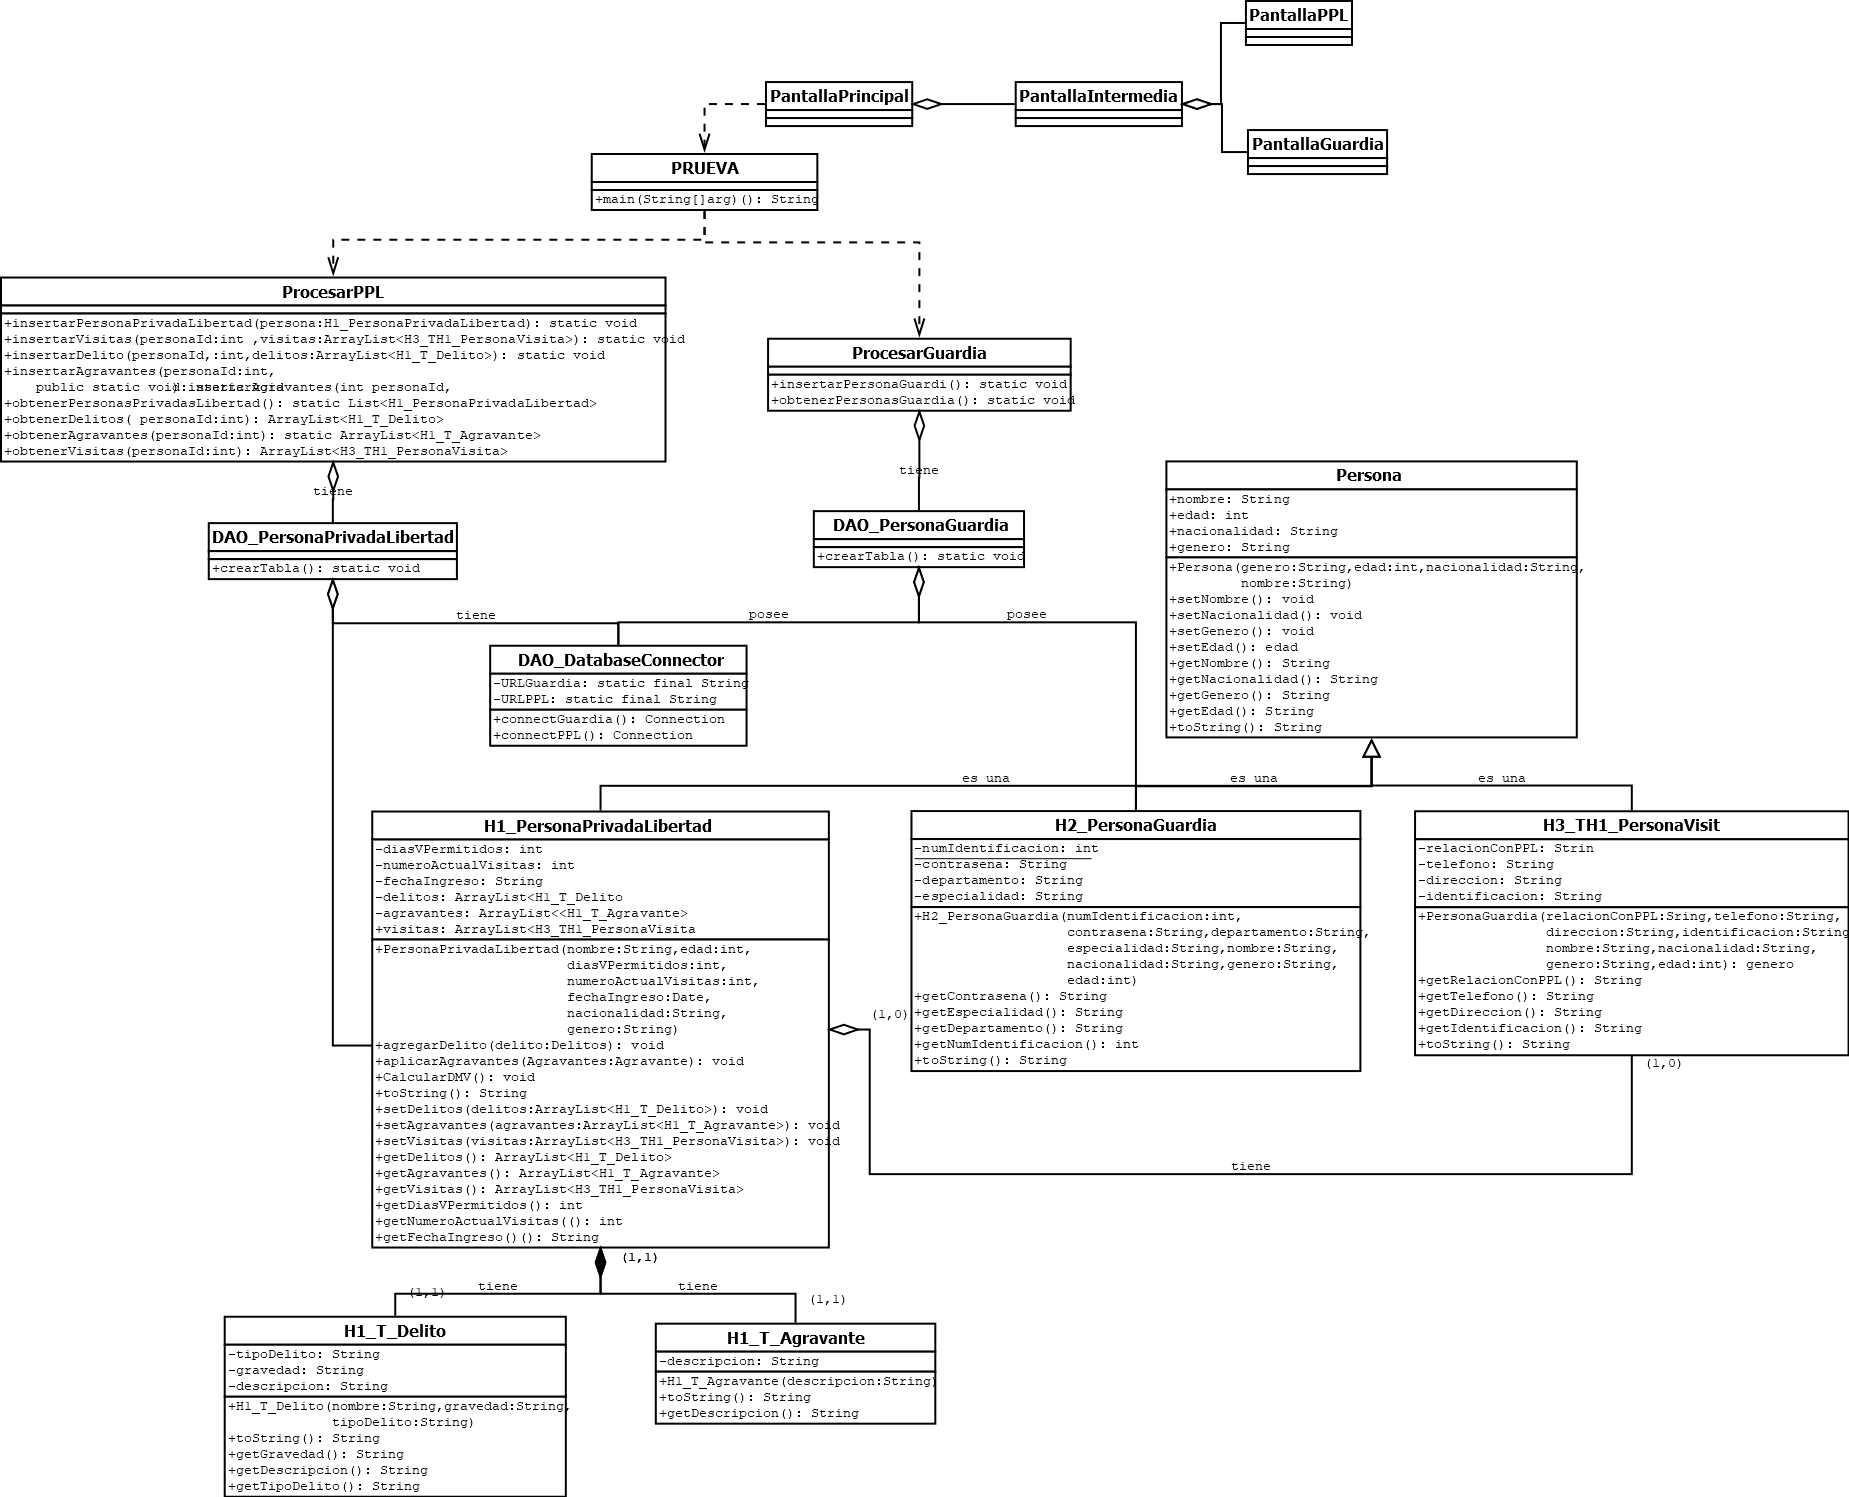 PantallaPPL
PantallaPrincipal
PantallaIntermedia
PantallaGuardia
PRUEVA
+main(String[]arg)(): String
ProcesarPPL
+insertarPersonaPrivadaLibertad(persona:H1_PersonaPrivadaLibertad): static void
+insertarVisitas(personaId:int ,visitas:ArrayList<H3_TH1_PersonaVisita>): static void
+insertarDelito(personaId,:int,delitos:ArrayList<H1_T_Delito>): static void
+insertarAgravantes(personaId:int,
public static void insertarAgravantes(int personaId,
+obtenerPersonasPrivadasLibertad(): static List<H1_PersonaPrivadaLibertad>
+obtenerDelitos( personaId:int): ArrayList<H1_T_Delito>
+obtenerAgravantes(personaId:int): static ArrayList<H1_T_Agravante>
+obtenerVisitas(personaId:int): ArrayList<H3_TH1_PersonaVisita>
ProcesarGuardia
+insertarPersonaGuardi(): static void
+obtenerPersonasGuardia(): static void
tiene
tiene
DAO_PersonaPrivadaLibertad
+crearTabla(): static void
DAO_PersonaGuardia
+crearTabla(): static void
Persona
+nombre: String
+edad: int
+nacionalidad: String
+genero: String
+Persona(genero:String,edad:int,nacionalidad:String,
nombre:String)
+setNombre(): void
+setNacionalidad(): void
+setGenero(): void
+setEdad(): edad
+getNombre(): String
+getNacionalidad(): String
+getGenero(): String
+getEdad(): String
+toString(): String
tiene
posee
posee
DAO_DatabaseConnector
-URLGuardia: static final String
-URLPPL: static final String
+connectGuardia(): Connection
+connectPPL(): Connection
es una
es una
es una
H1_PersonaPrivadaLibertad
-diasVPermitidos: int
-numeroActualVisitas: int
-fechaIngreso: String
-delitos: ArrayList<H1_T_Delito
-agravantes: ArrayList<<H1_T_Agravante>
+visitas: ArrayList<H3_TH1_PersonaVisita
+PersonaPrivadaLibertad(nombre:String,edad:int,
diasVPermitidos:int,
numeroActualVisitas:int,
fechaIngreso:Date,
nacionalidad:String,
genero:String)
+agregarDelito(delito:Delitos): void
+aplicarAgravantes(Agravantes:Agravante): void
+CalcularDMV(): void
+toString(): String
+setDelitos(delitos:ArrayList<H1_T_Delito>): void
+setAgravantes(agravantes:ArrayList<H1_T_Agravante>): void
+setVisitas(visitas:ArrayList<H3_TH1_PersonaVisita>): void
+getDelitos(): ArrayList<H1_T_Delito>
+getAgravantes(): ArrayList<H1_T_Agravante>
+getVisitas(): ArrayList<H3_TH1_PersonaVisita>
+getDiasVPermitidos(): int
+getNumeroActualVisitas((): int
+getFechaIngreso()(): String
H2_PersonaGuardia
-numIdentificacion: int
-contrasena: String
-departamento: String
-especialidad: String
+H2_PersonaGuardia(numIdentificacion:int,
contrasena:String,departamento:String,
especialidad:String,nombre:String,
nacionalidad:String,genero:String,
edad:int)
+getContrasena(): String
+getEspecialidad(): String
+getDepartamento(): String
+getNumIdentificacion(): int
+toString(): String
H3_TH1_PersonaVisit
-relacionConPPL: Strin
-telefono: String
-direccion: String
-identificacion: String
+PersonaGuardia(relacionConPPL:Sring,telefono:String,
direccion:String,identificacion:String
nombre:String,nacionalidad:String,
genero:String,edad:int): genero
+getRelacionConPPL(): String
+getTelefono(): String
+getDireccion(): String
+getIdentificacion(): String
+toString(): String
(1,0)
(1,0)
tiene
(1,1)
tiene
tiene
(1,1)
(1,1)
H1_T_Delito
-tipoDelito: String
-gravedad: String
-descripcion: String
+H1_T_Delito(nombre:String,gravedad:String,
tipoDelito:String)
+toString(): String
+getGravedad(): String
+getDescripcion(): String
+getTipoDelito(): String
H1_T_Agravante
-descripcion: String
+H1_T_Agravante(descripcion:String)
+toString(): String
+getDescripcion(): String